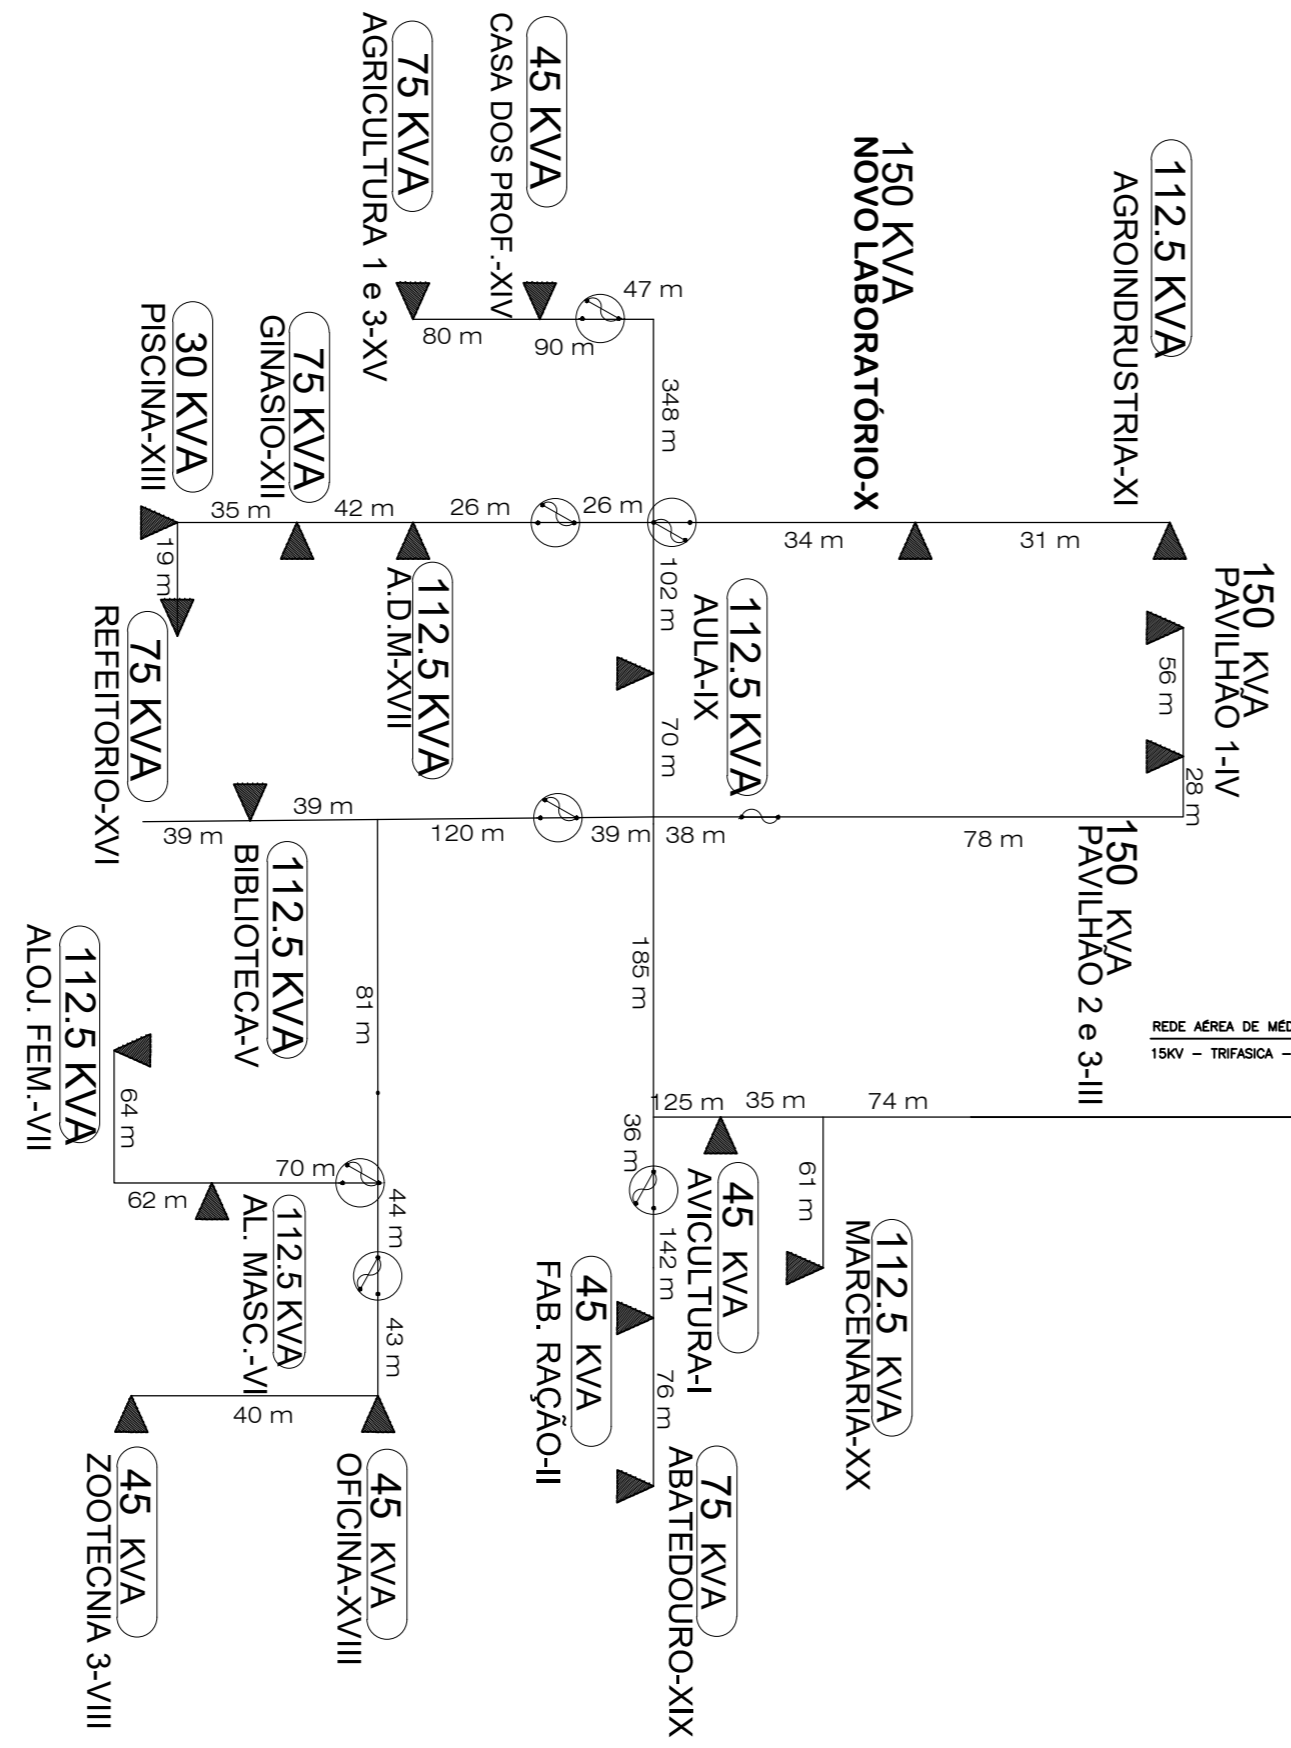 45 KVA
CASA DOS PROF.-XIV
75 KVA
AGRICULTURA 1 e 3-XV
150 KVA
NOVO LABORATÓRIO-X
112.5 KVA
AGROINDRUSTRIA-XI
47 m
80 m
90 m
348 m
30 KVA
PISCINA-XIII
75 KVA
GINASIO-XII
35 m
42 m
26 m
26 m
34 m
31 m
19 m
102 m
75 KVA
REFEITORIO-XVI
112.5 KVA
A.D.M-XVII
112.5 KVA
AULA-IX
150 KVA
PAVILHÃO 1-IV
56 m
28 m
70 m
39 m
39 m
120 m
39 m
38 m
78 m
112.5 KVA
BIBLIOTECA-V
150 KVA
PAVILHÃO 2 e 3-III
185 m
81 m
112.5 KVA
ALOJ. FEM.-VII
REDE AÉREA DE MÉD
15KV – TRIFASICA –
64 m
125 m
35 m
74 m
36 m
61 m
70 m
62 m
44 m
112.5 KVA
AL. MASC.-VI
45 KVA
AVICULTURA-I
112.5 KVA
MARCENARIA-XX
142 m
45 KVA
FAB. RAÇÃO-II
43 m
76 m
40 m
45 KVA
ZOOTECNIA 3-VIII
45 KVA
OFICINA-XVIII
75 KVA
ABATEDOURO-XIX